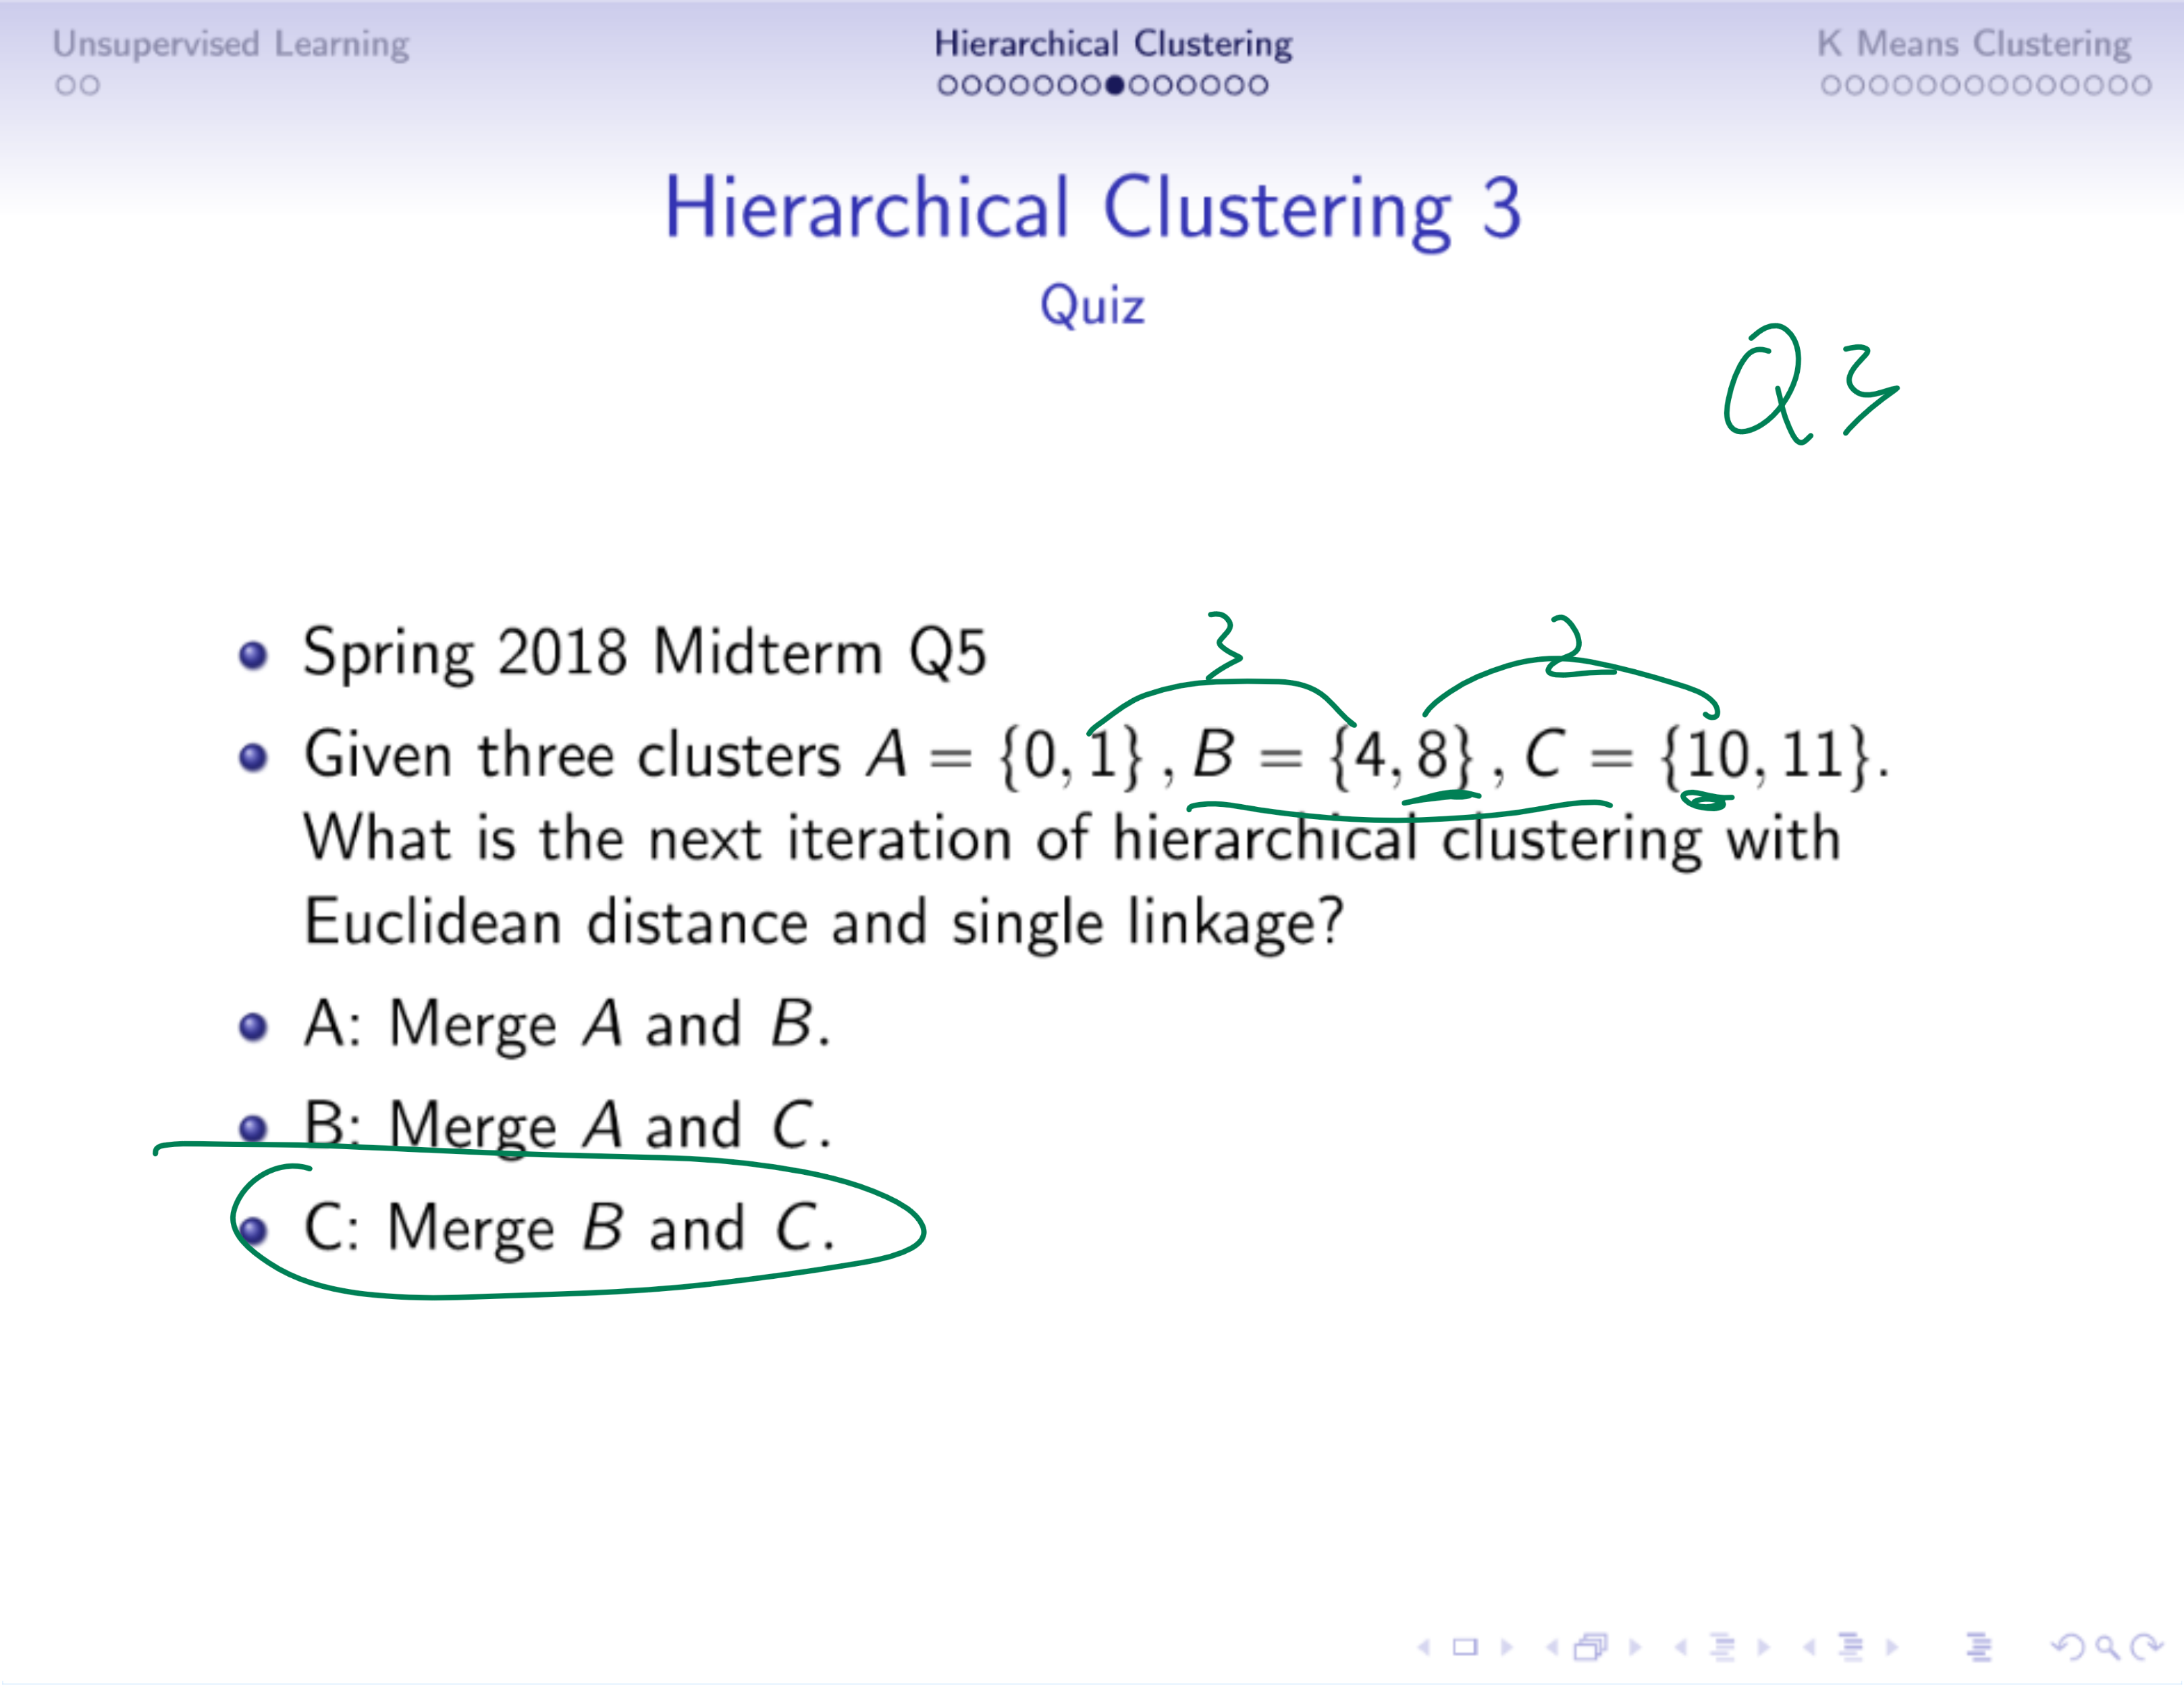 Unsupervised Learning
Hierarchical Clustering
K Means Clustering
Hierarchical Clustering 3
Quiz
Q3
Spring 2018 Midterm Q5
3
2
Given three clusters A = {0, 1} , B = {4, 8} , C = {10, 11}.
What is the next iteration of hierarchical clustering with
Euclidean distance and single linkage?
A: Merge A and B.
B: Merge A and C.
C: Merge B and C.